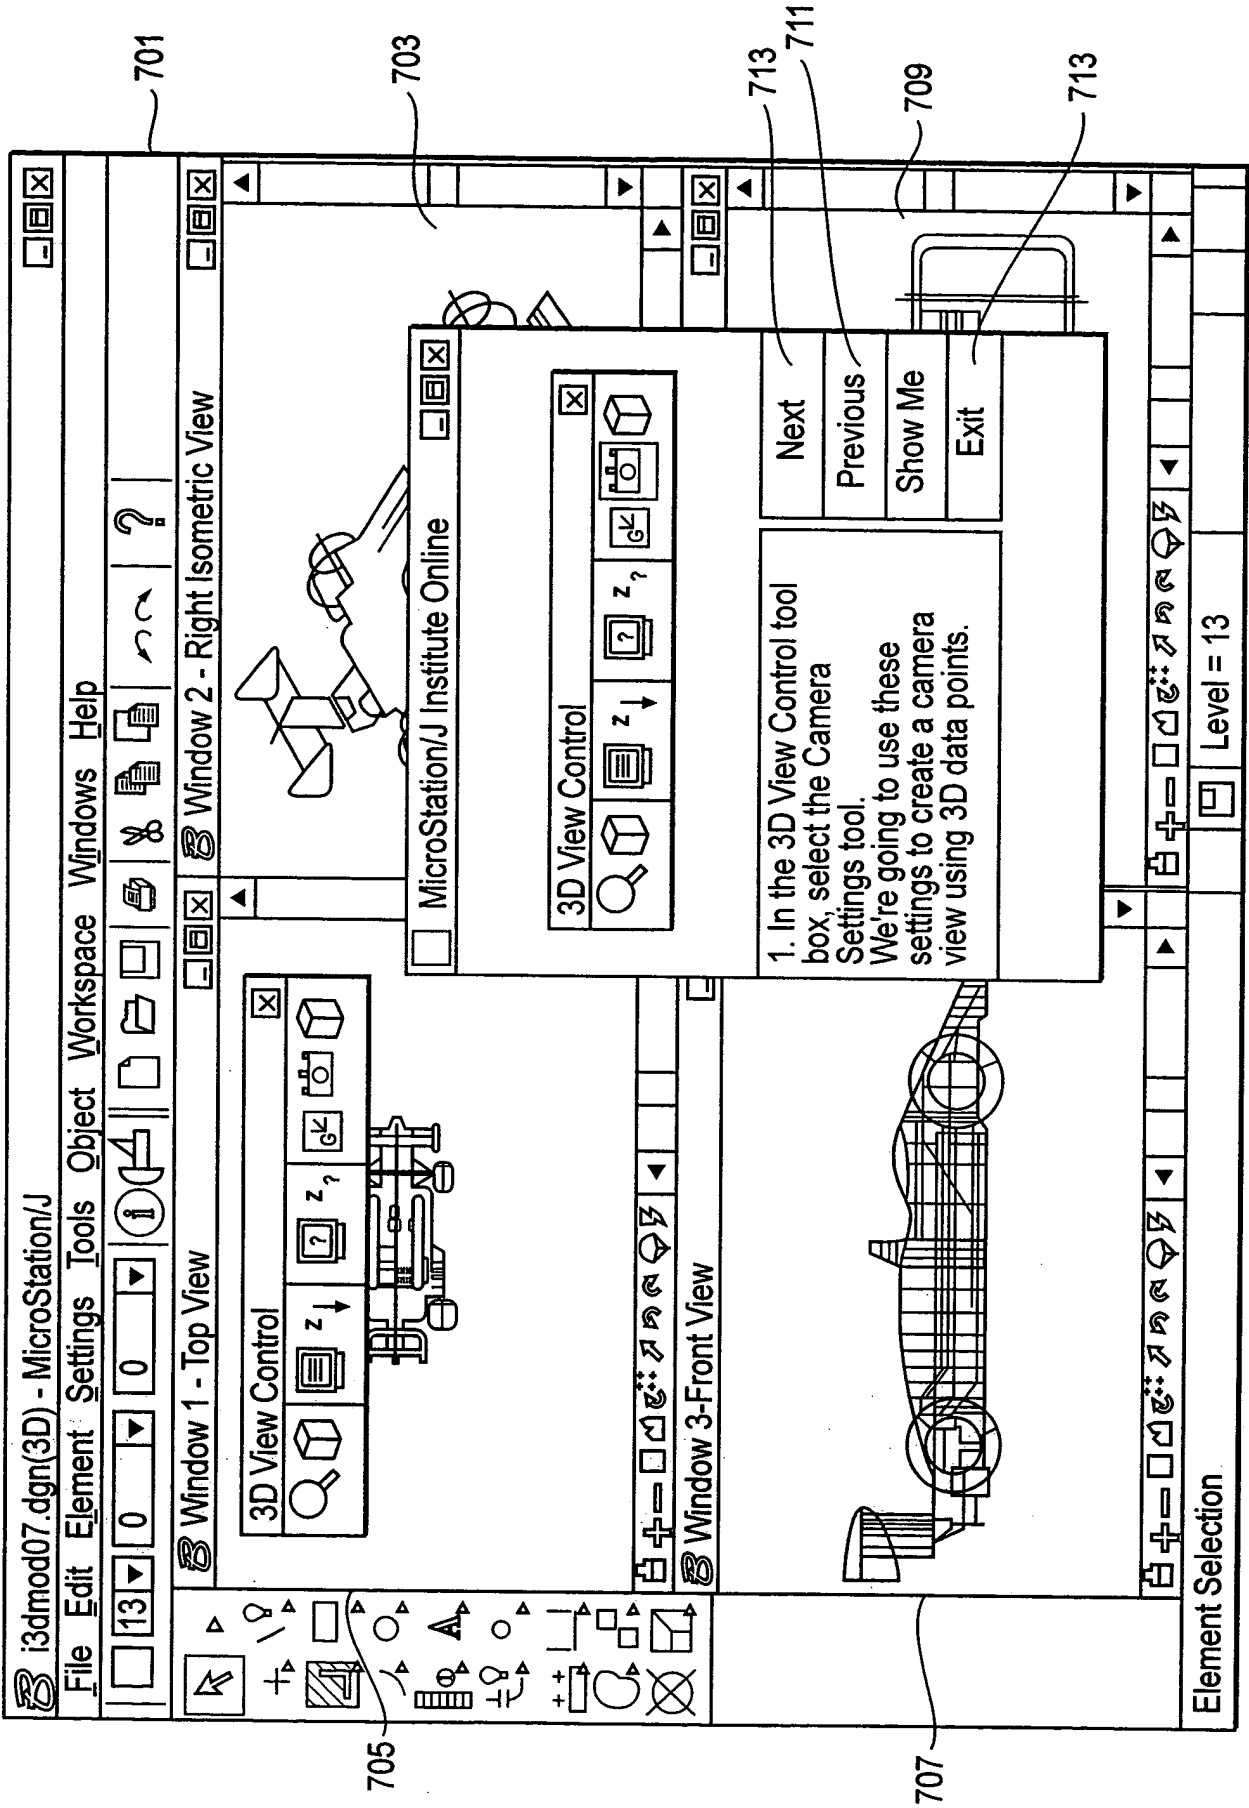 i3dmod07.dgn(3D) - MicroStation/J
File Edit Element Settings Tools Object Workspace Windows Help
13 0 0 i ?
701
Window 1 - Top View
Window 2 - Right Isometric View
703
3D View Control
Z ? Z ? G
705
MicroStation/J Institute Online
3D View Control
Z ? Z ? G
1. In the 3D View Control tool
box, select the Camera
Settings tool.
We're going to use these
settings to create a camera
view using 3D data points.
Next
Previous
Show Me
Exit
713
711
709
713
A
Window 3-Front View
707
Element Selection
Level = 13